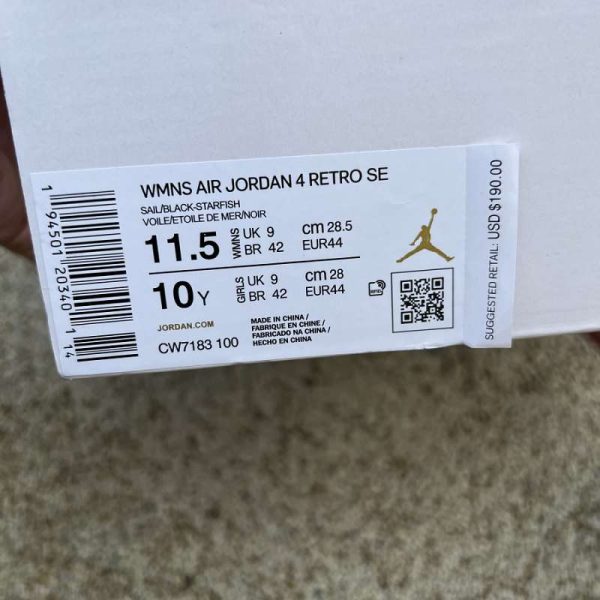 WMNS AIR JORDAN 4 RETRO SE
SAIL/BLACK-STARFISH
VOILE/ETOILE DE MER/NOIR
11.5 WMNS UK 9 cm 28.5
BR 42 EUR44
10Y GIRLS UK 9 cm 28
BR 42 EUR44
JORDAN.COM
CW7183 100
MADE IN CHINA /
FABRIQUE EN CHINE /
FABRICADO NA CHINA /
HECHO EN CHINA
1 94501 20340 1 14
SUGGESTED RETAIL: USD $190.00